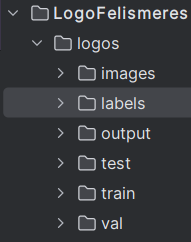 LogoFelismeres
logos
images
labels
output
test
train
val